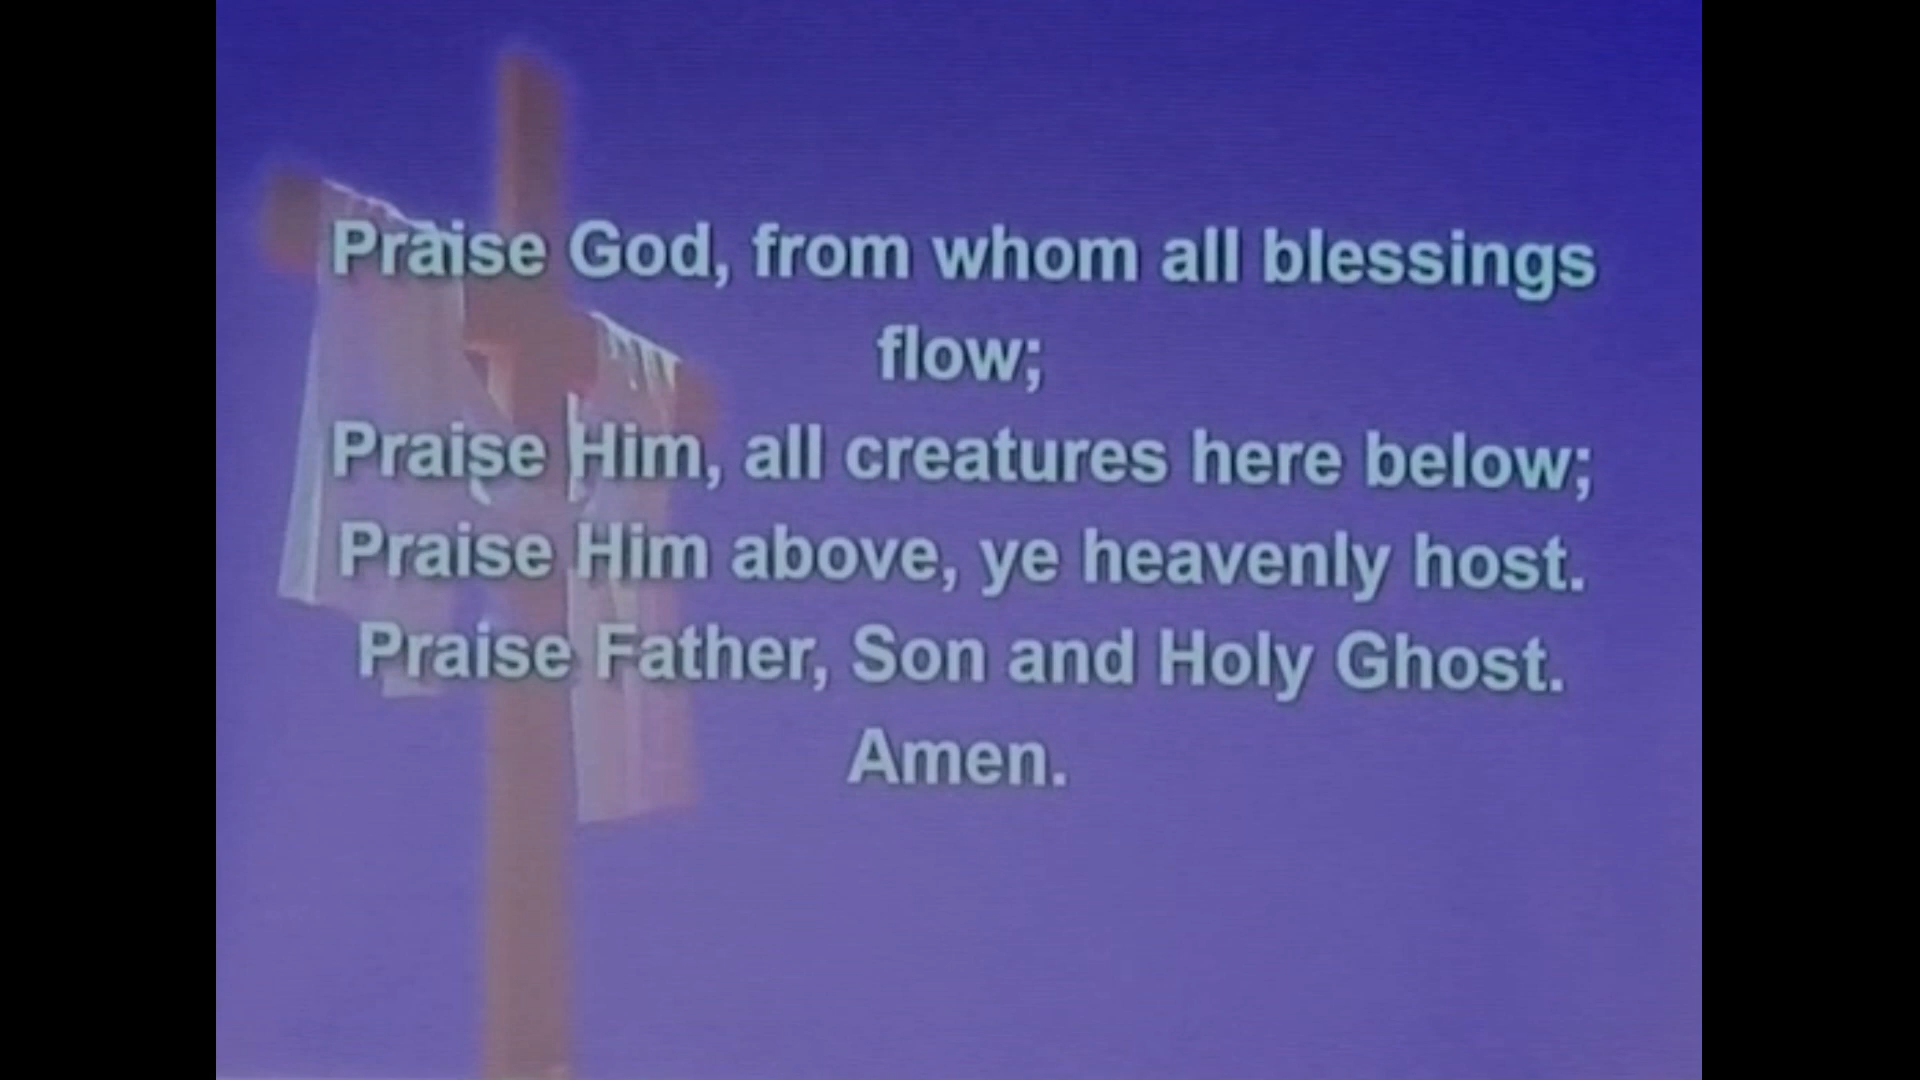 Praise God, from whom all blessings
flow;
Praise Him, all creatures here below;
Praise Him above, ye heavenly host.
Praise Father, Son and Holy Ghost.
Amen.